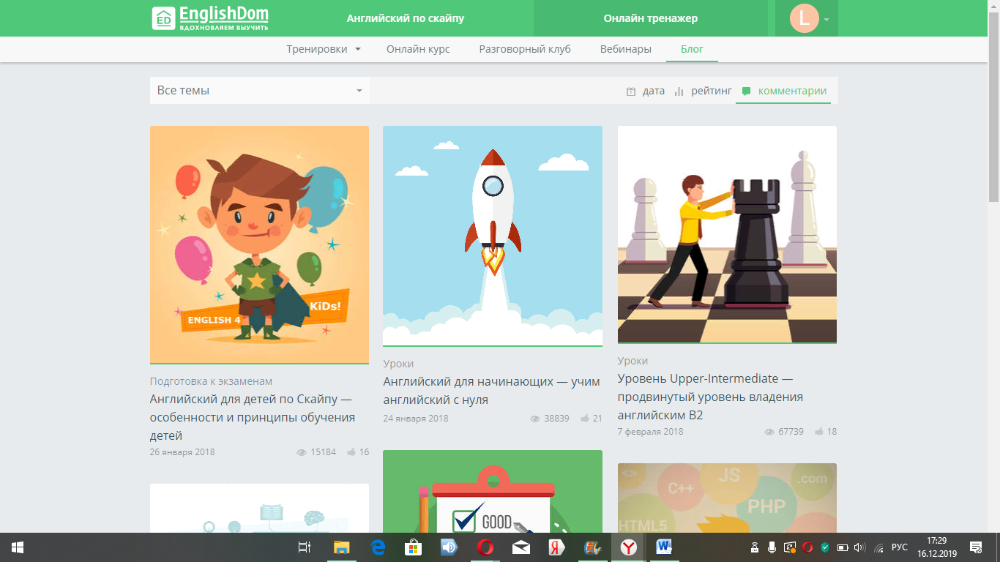 EnglishDom
ED
ВДОХНОВЛЯЕМ ВЫУЧИТЬ
Английский по скайпу
Онлайн тренажер
L
Тренировки
Онлайн курс
Разговорный клуб
Вебинары
Блог
Все темы
дата
рейтинг
комментарии
ENGLISH 4
KiDs!
Подготовка к экзаменам
Английский для детей по Скайпу —
особенности и принципы обучения
детей
26 января 2018
15184
16
Уроки
Английский для начинающих — учим
английский с нуля
24 января 2018
38839
21
Уроки
Уровень Upper-Intermediate —
продвинутый уровень владения
английским B2
7 февраля 2018
67739
18
GOOD
<>
C++
JS
.com
PHP
HTML5
РУС
17:29
16.12.2019